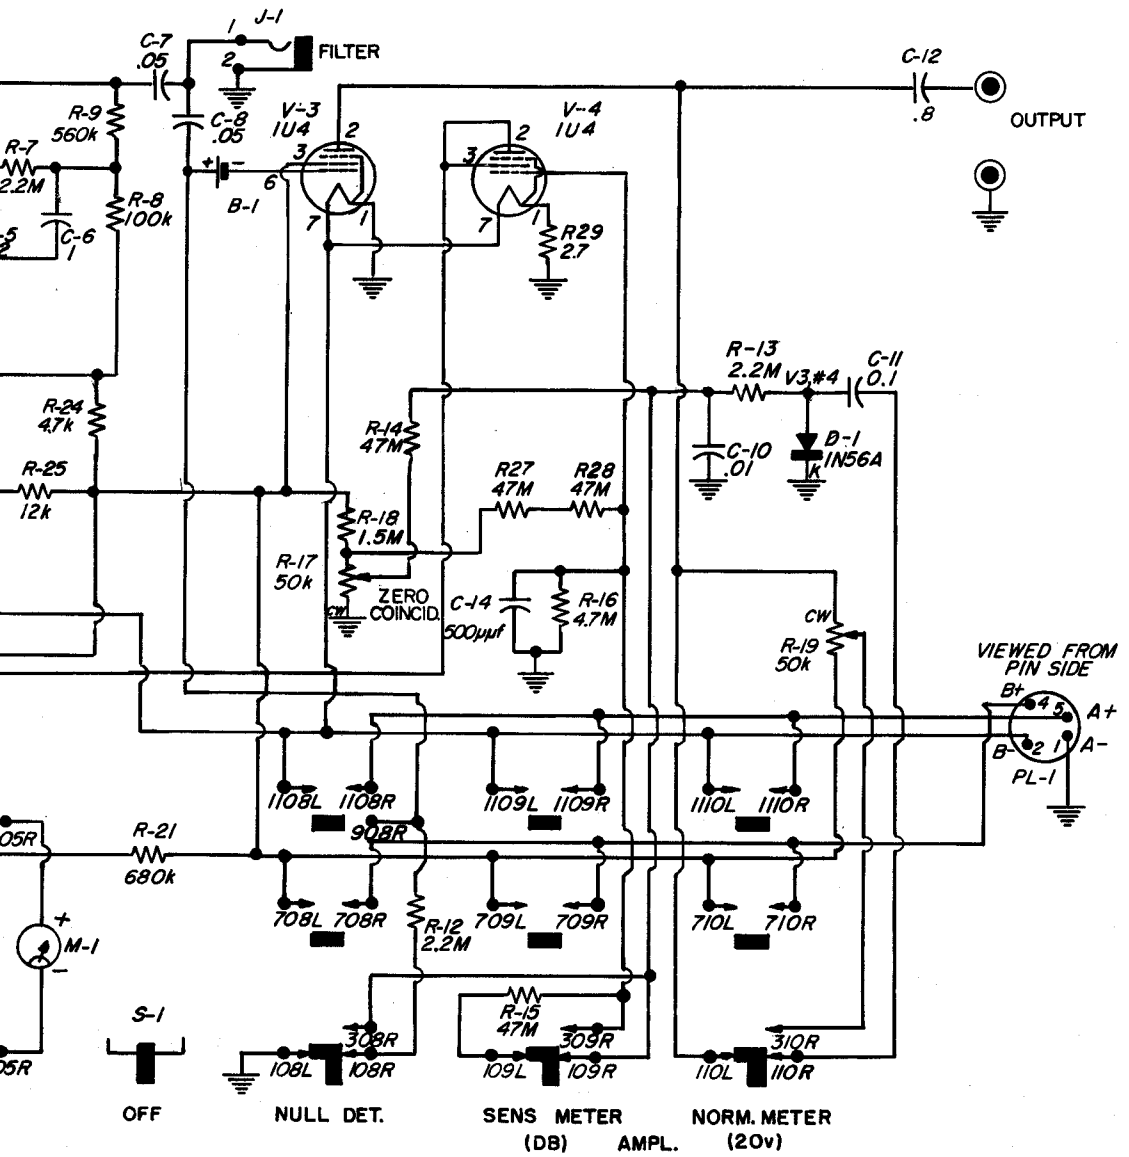 J-1
1
2
FILTER
C-7
.05
R-9
560k
C-8
.05
V-3
1U4
2
3
6
7
1
V-4
1U4
2
3
7
1
C-12
.8
OUTPUT
R-7
2.2M
R-8
100k
C-6
1
+ -
B-1
R29
2.7
R-13
2.2M
V3,#4
C-11
0.1
R-24
4.7k
R-14
47M
C-10
.01
D-1
1N56A
K
R-25
12k
R27
47M
R28
47M
R-18
1.5M
R-17
50k
CW
ZERO
COINCID.
C-14
500µµf
R-16
4.7M
CW
R-19
50k
VIEWED FROM
PIN SIDE
B+
4
5
A+
B-
2
1
A-
PL-1
1108L 1108R
1109L 1109R
1110L 1110R
05R
908R
R-21
680k
708L 708R
709L 709R
710L 710R
+
M-1
-
R-12
2.2M
S-1
R-15
47M
308R
309R
310R
05R
108L 108R
109L 109R
110L 110R
OFF
NULL DET.
SENS METER
(DB)
AMPL.
NORM. METER
(20v)